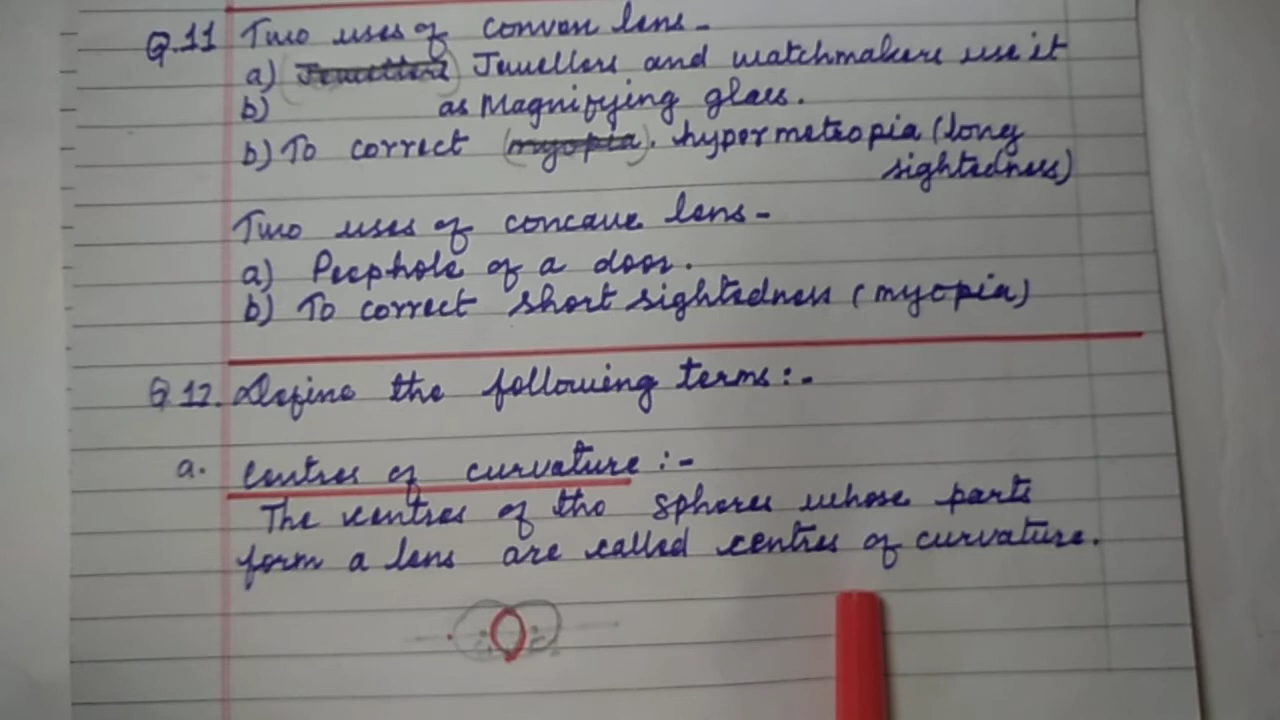 Q.11 Two uses of convex lens -
a) (Jewellers) Jewellers and watchmakers use it
b) as Magnifying glass.
b) To correct (myopia). hypermetropia (long
sightedness)
Two uses of concave lens -
a) Peephole of a door.
b) To correct short sightedness (myopia)
Q 12. Define the following terms :-
a. Centres of curvature :-
The centres of the spheres whose parts
form a lens are called centres of curvature.